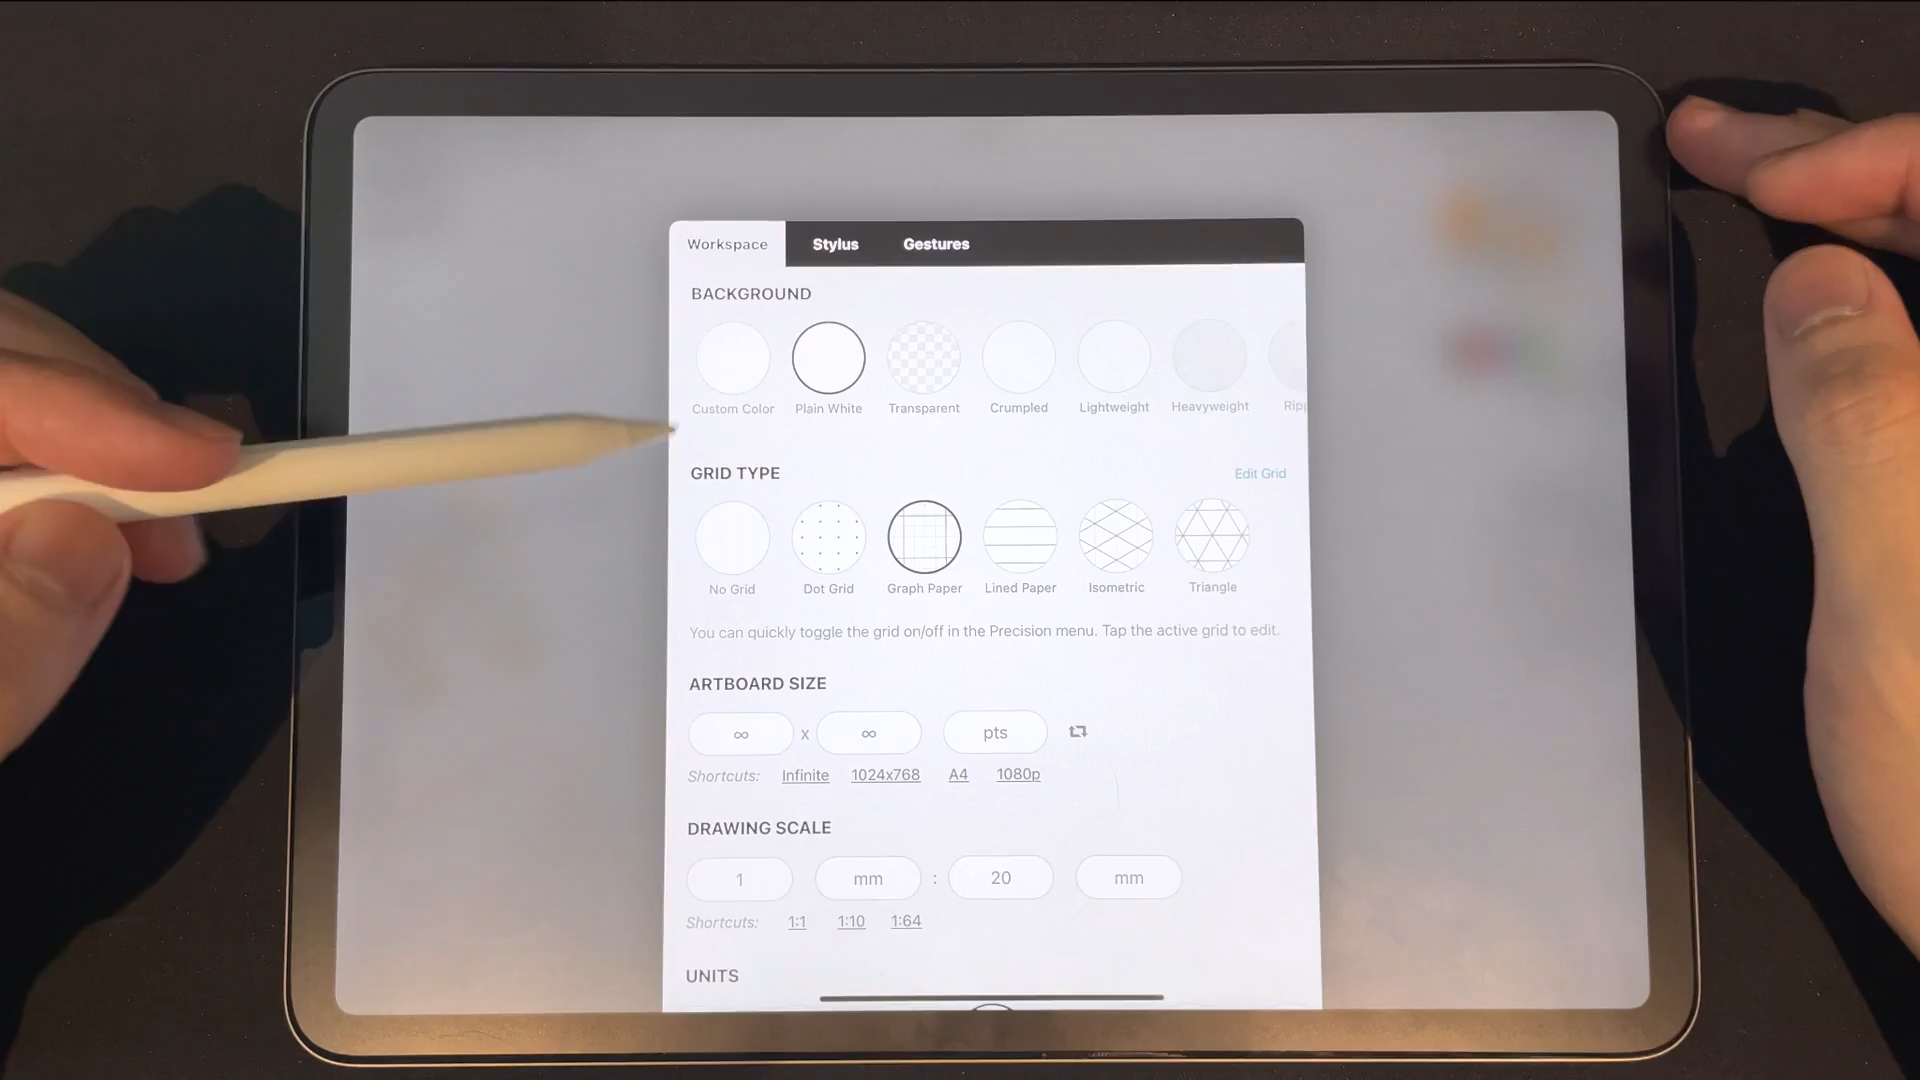 Workspace Stylus Gestures
BACKGROUND
Custom Color Plain White Transparent Crumpled Lightweight Heavyweight
GRID TYPE Edit Grid
No Grid Dot Grid Graph Paper Lined Paper Isometric Triangle
You can quickly toggle the grid on/off in the Precision menu. Tap the active grid to edit.
ARTBOARD SIZE
∞ x ∞ pts
Shortcuts: Infinite 1024x768 A4 1080p
DRAWING SCALE
1 mm : 20 mm
Shortcuts: 1:1 1:10 1:64
UNITS